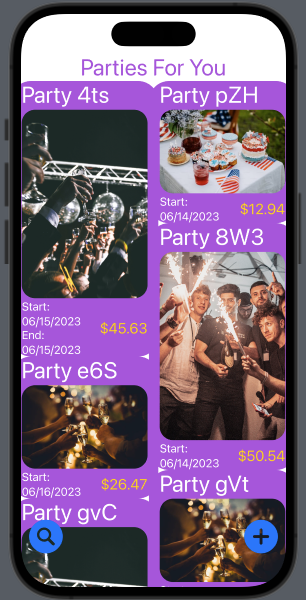 Parties For You
Party 4ts
Start:
06/15/2023
End:
06/15/2023
$45.63
Party e6S
Start:
06/16/2023
$26.47
Party gvC
Party pZH
Start:
06/14/2023
$12.94
Party 8W3
Start:
06/14/2023
$50.54
Party gVt